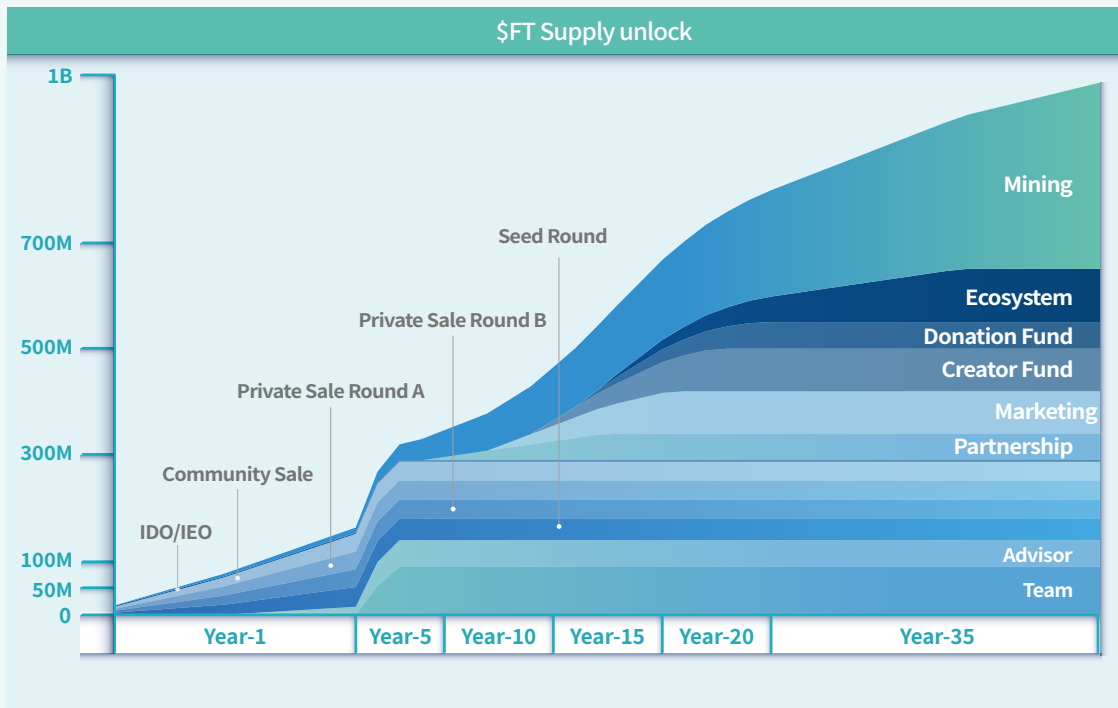 $FT Supply unlock
1B
700M
500M
300M
100M
50M
0
Seed Round
Private Sale Round B
Private Sale Round A
Community Sale
IDO/IEO
Mining
Ecosystem
Donation Fund
Creator Fund
Marketing
Partnership
Advisor
Team
Year-1
Year-5
Year-10
Year-15
Year-20
Year-35